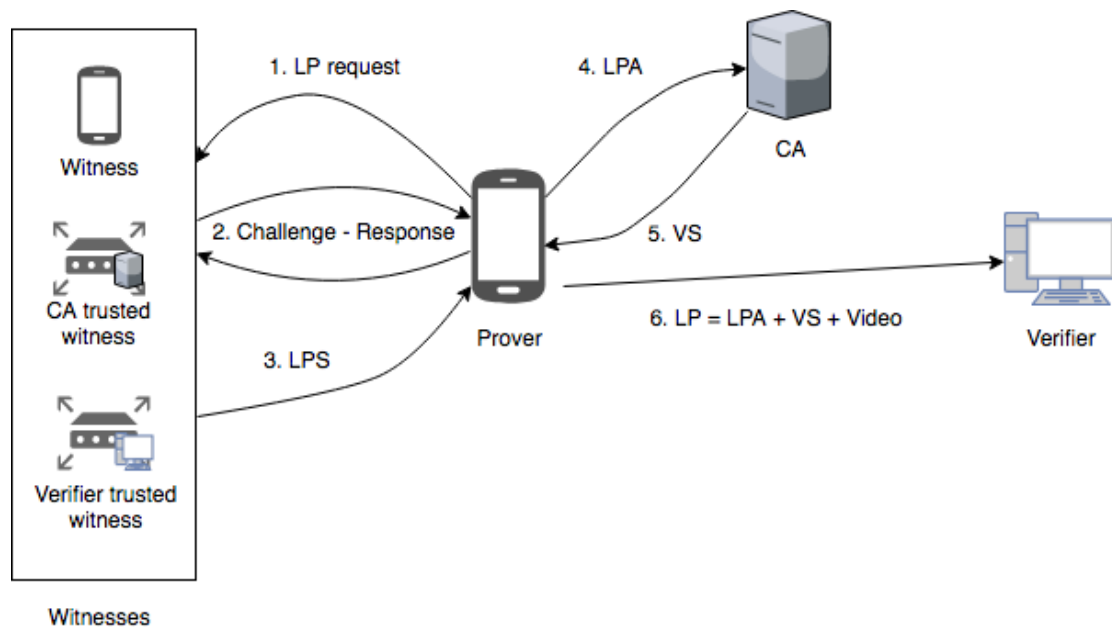 1. LP request
4. LPA
Witness
CA
2. Challenge - Response
5. VS
CA trusted
witness
6. LP = LPA + VS + Video
Prover
Verifier
3. LPS
Verifier trusted
witness
Witnesses